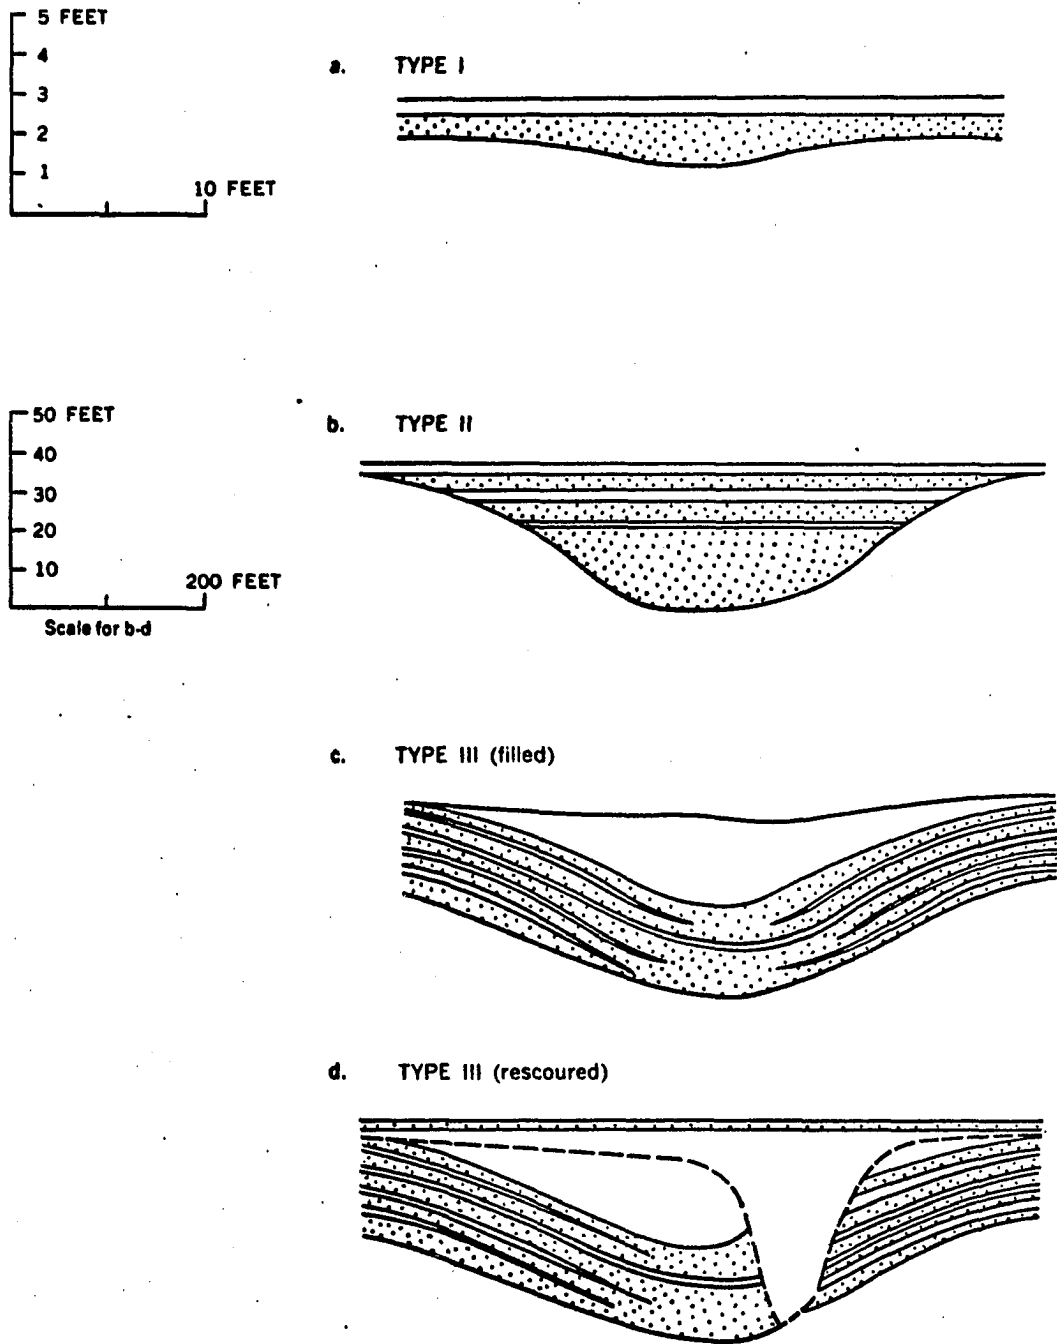 5 FEET
4
3
2
1
10 FEET
a. TYPE I
50 FEET
40
30
20
10
200 FEET
Scale for b-d
b. TYPE II
c. TYPE III (filled)
d. TYPE III (rescoured)